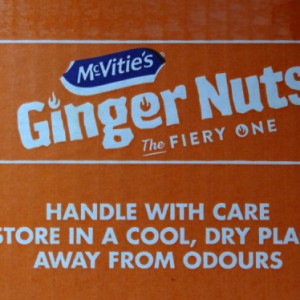 McVitie's
Ginger Nuts
The FIERY ONE
HANDLE WITH CARE
STORE IN A COOL, DRY PLA
AWAY FROM ODOURS